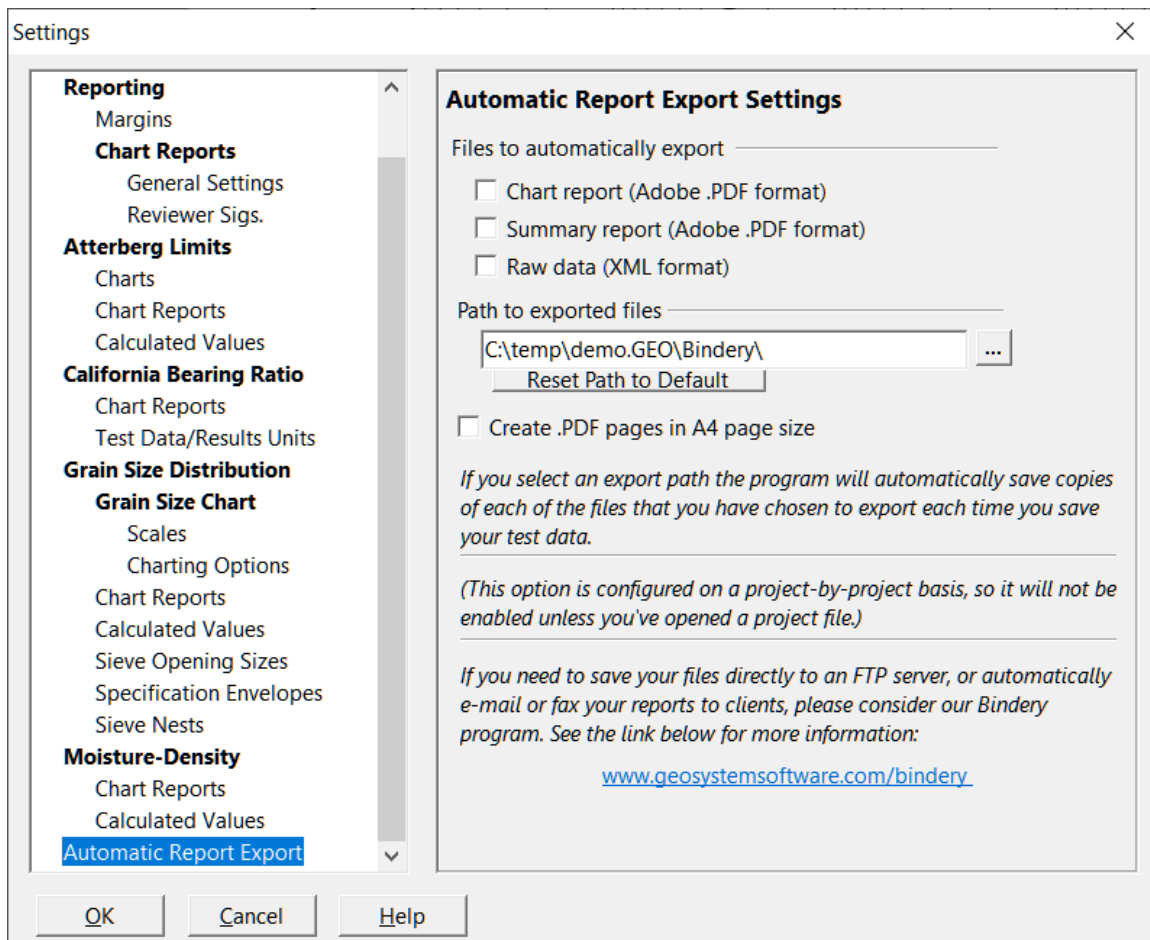 Settings
Reporting
Margins
Chart Reports
General Settings
Reviewer Sigs.
Atterberg Limits
Charts
Chart Reports
Calculated Values
California Bearing Ratio
Chart Reports
Test Data/Results Units
Grain Size Distribution
Grain Size Chart
Scales
Charting Options
Chart Reports
Calculated Values
Sieve Opening Sizes
Specification Envelopes
Sieve Nests
Moisture-Density
Chart Reports
Calculated Values
Automatic Report Export
Automatic Report Export Settings
Files to automatically export
Chart report (Adobe .PDF format)
Summary report (Adobe .PDF format)
Raw data (XML format)
Path to exported files
C:\temp\demo.GEO\Bindery\
...
Reset Path to Default
Create .PDF pages in A4 page size
If you select an export path the program will automatically save copies
of each of the files that you have chosen to export each time you save
your test data.
(This option is configured on a project-by-project basis, so it will not be
enabled unless you've opened a project file.)
If you need to save your files directly to an FTP server, or automatically
e-mail or fax your reports to clients, please consider our Bindery
program. See the link below for more information:
www.geosystemsoftware.com/bindery
OK
Cancel
Help